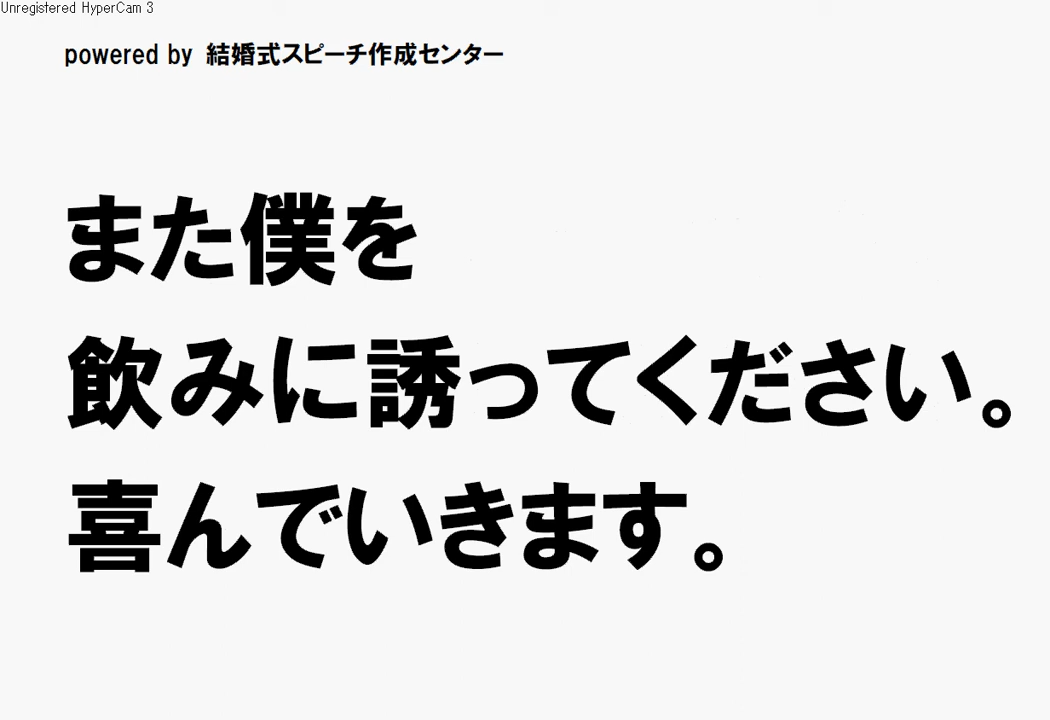 Unregistered HyperCam 3
powered by 結婚式スピーチ作成センター
また僕を
飲みに誘ってください。
喜んでいきます。